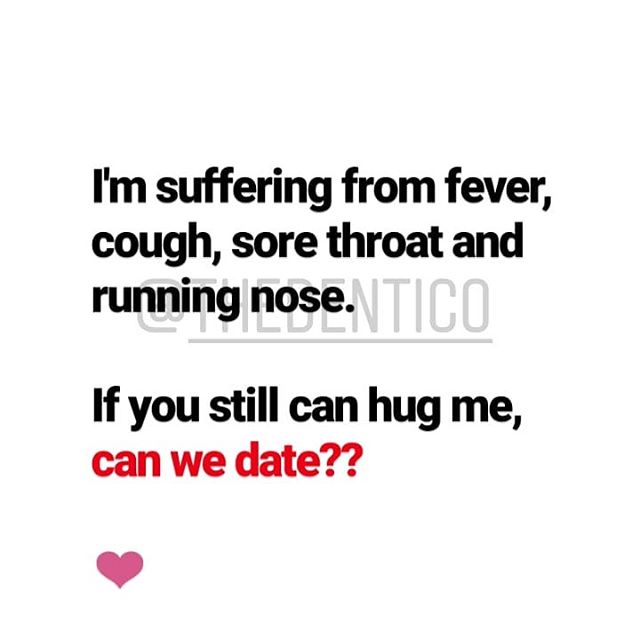 I'm suffering from fever,
cough, sore throat and
running nose.
@THEDENTICO
If you still can hug me,
can we date??